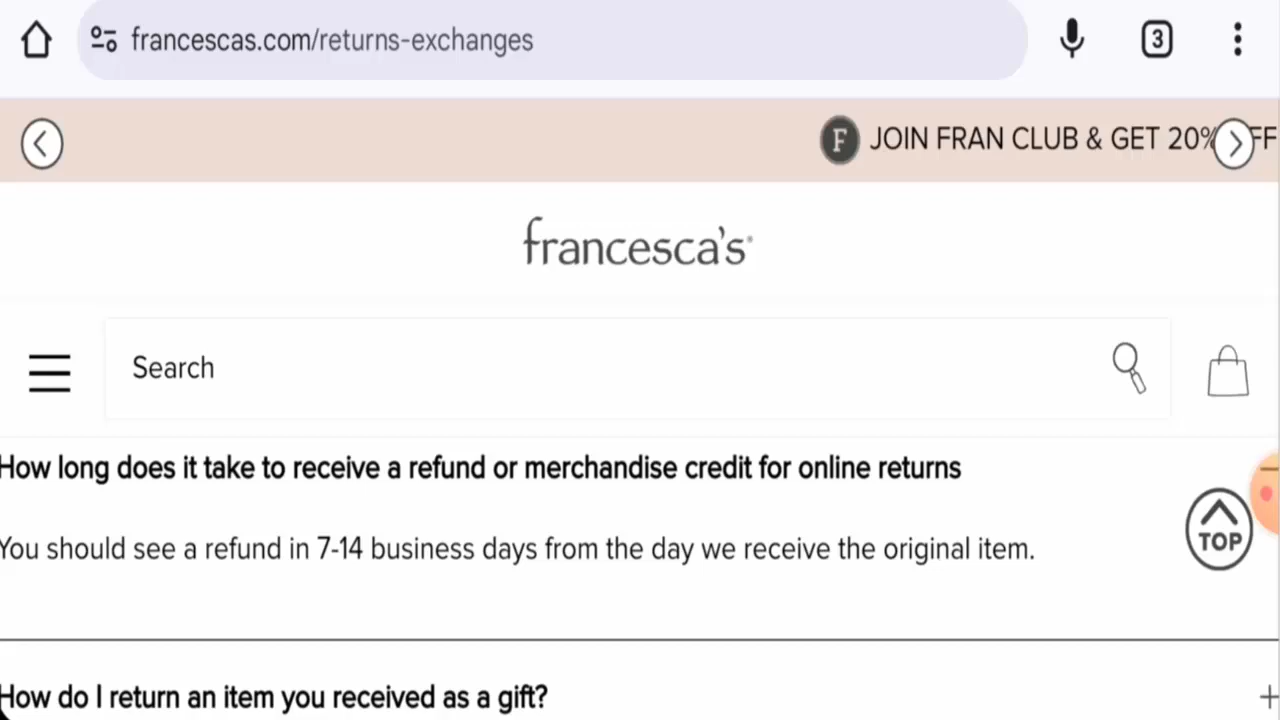 francescas.com/returns-exchanges
3
F JOIN FRAN CLUB & GET 20% FF
francesca's
Search
How long does it take to receive a refund or merchandise credit for online returns
You should see a refund in 7-14 business days from the day we receive the original item.
TOP
How do I return an item you received as a gift?